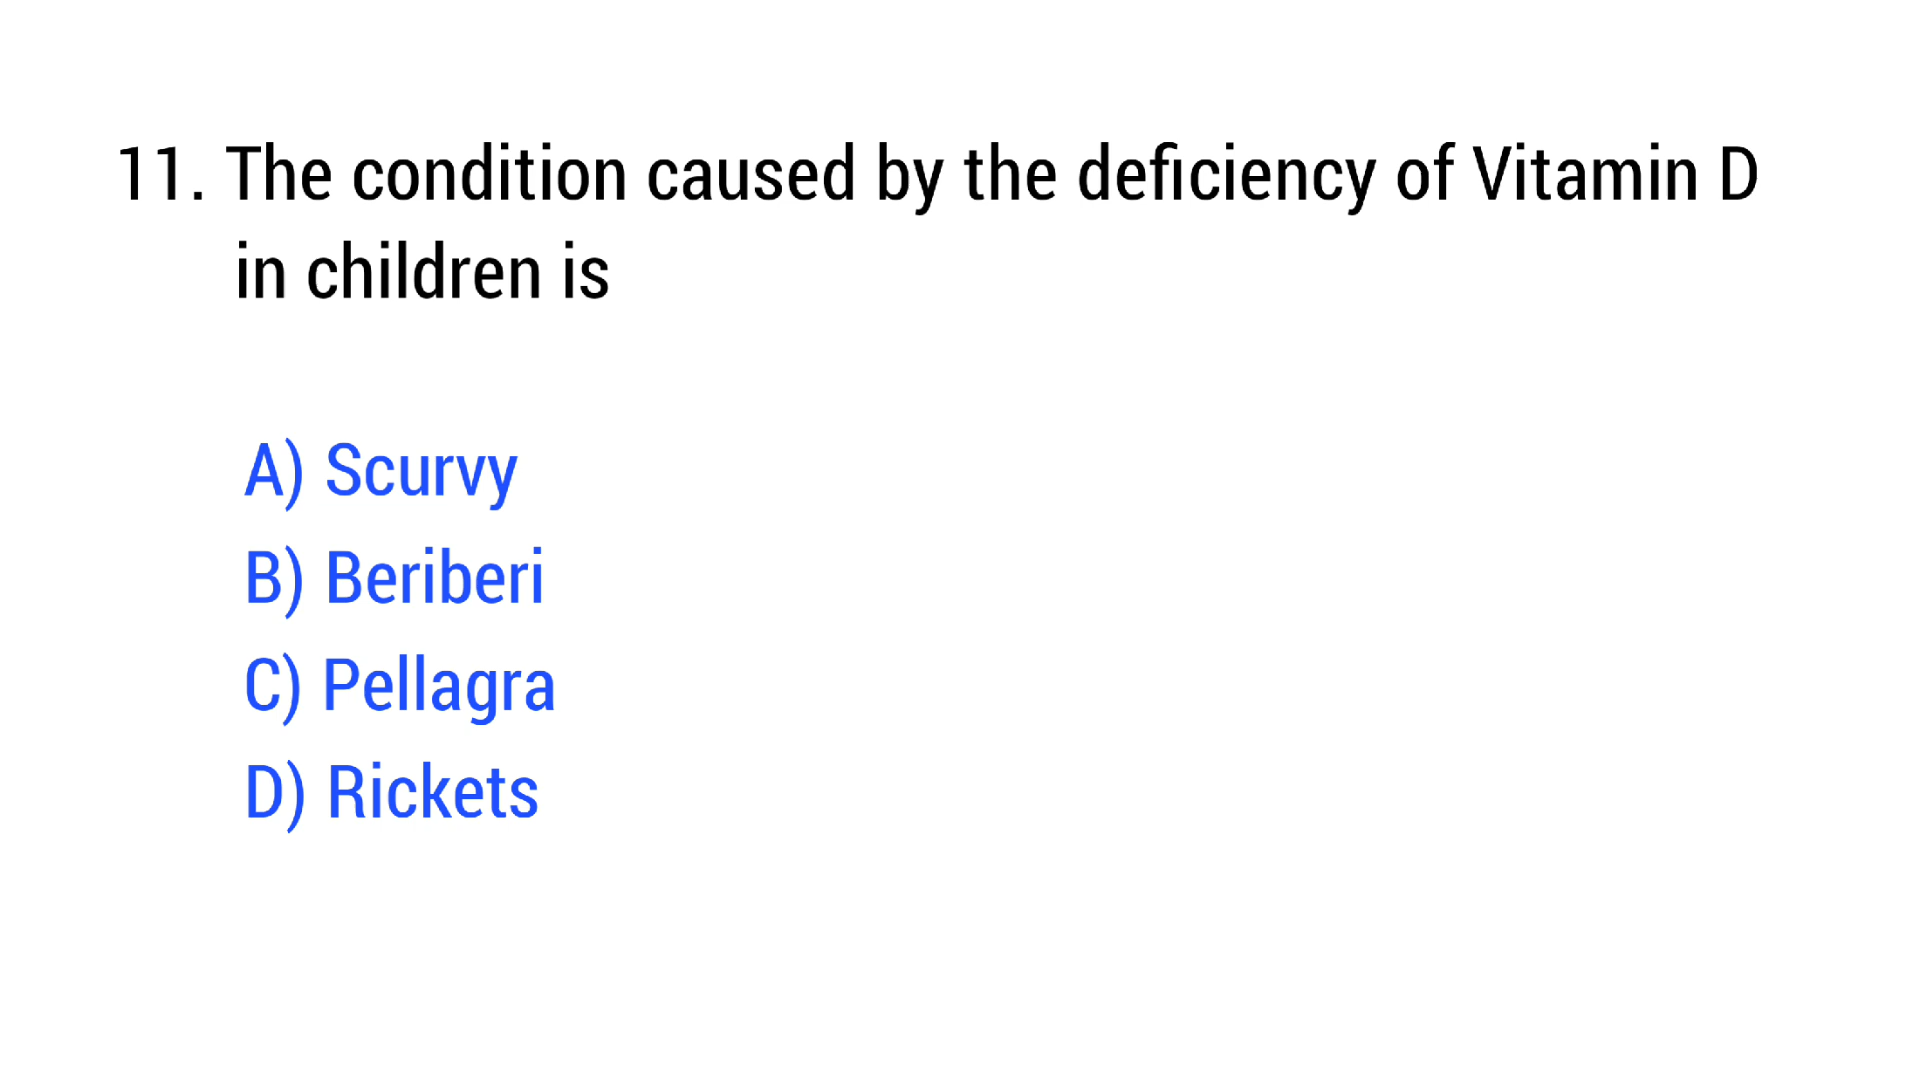 11. The condition caused by the deficiency of Vitamin D
in children is
A) Scurvy
B) Beriberi
C) Pellagra
D) Rickets